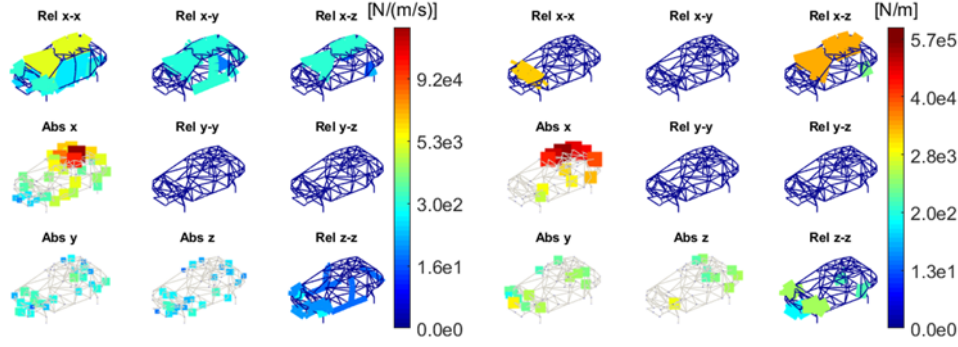 [N/(m/s)] [N/m]
Rel x-x Rel x-y Rel x-z Rel x-x Rel x-y Rel x-z
5.7e5
9.2e4
4.0e4
Abs x Rel y-y Rel y-z Abs x Rel y-y Rel y-z
5.3e3
2.8e3
3.0e2
2.0e2
Abs y Abs z Rel z-z Abs y Abs z Rel z-z
1.6e1
1.3e1
0.0e0 0.0e0